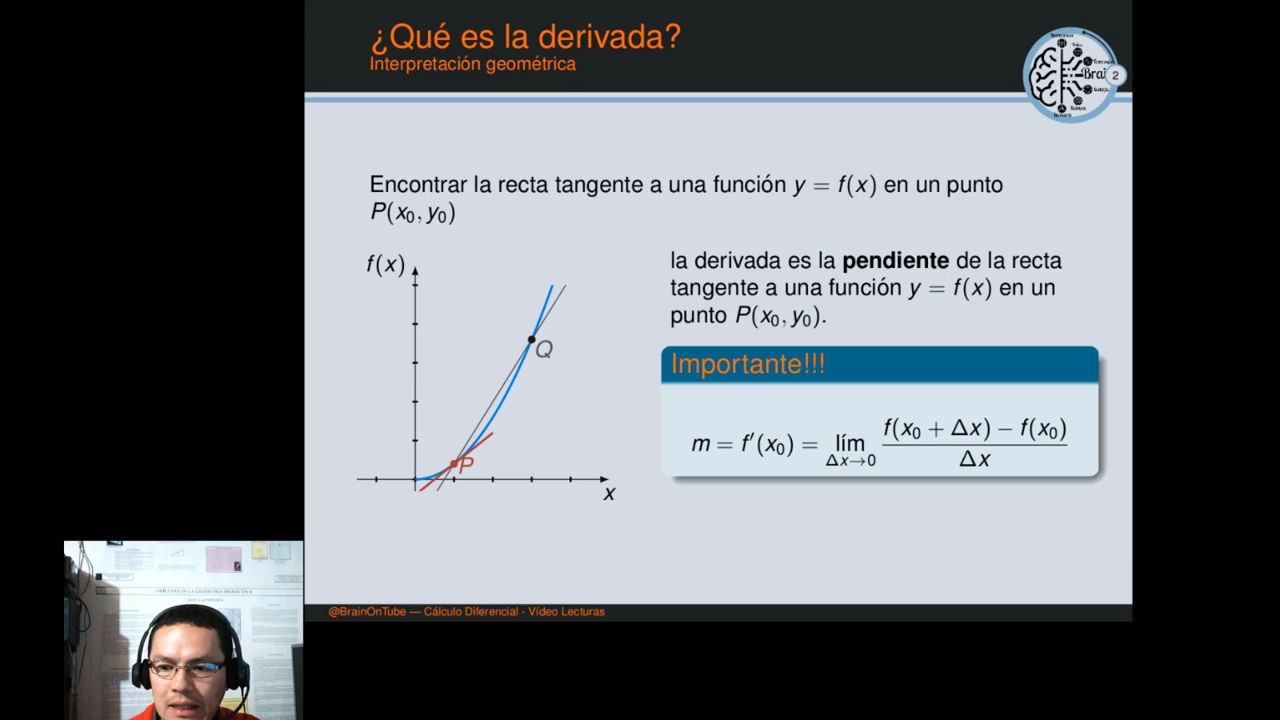 ¿Qué es la derivada?
Interpretación geométrica
Brai
2
Encontrar la recta tangente a una función y = f(x) en un punto
P(x₀, y₀)
f(x)
Q
P
x
la derivada es la pendiente de la recta
tangente a una función y = f(x) en un
punto P(x₀, y₀).
Importante!!!
m = f′(x₀) = lím Δx→0 f(x₀ + Δx) − f(x₀) / Δx
@BrainOnTube — Cálculo Diferencial - Vídeo Lecturas